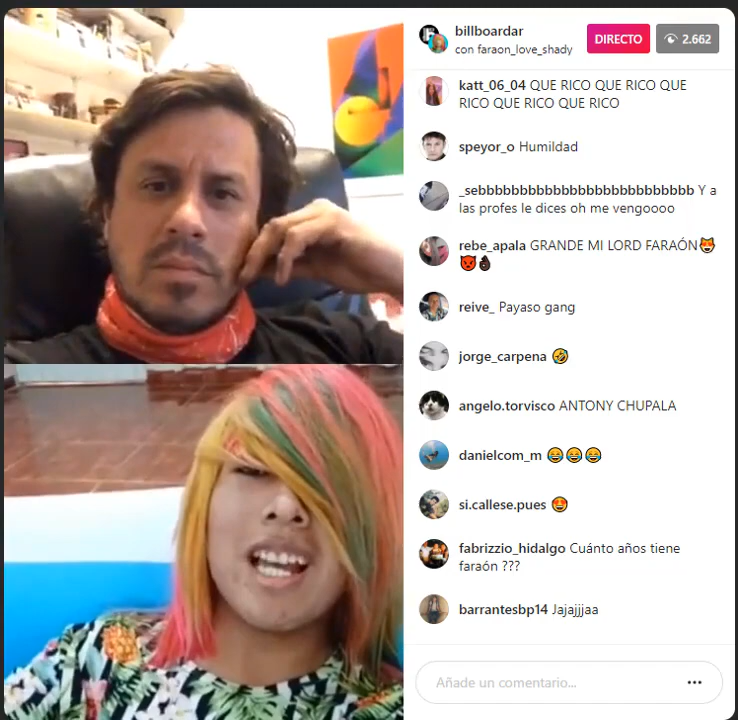 billboardar
con faraon_love_shady
DIRECTO
2.662
katt_06_04 QUE RICO QUE RICO QUE
RICO QUE RICO QUE RICO
speyor_o Humildad
_sebbbbbbbbbbbbbbbbbbbbbbbbbbb Y a
las profes le dices oh me vengoooo
rebe_apala GRANDE MI LORD FARAÓN😻
😈👌🏿
reive_ Payaso gang
jorge_carpena 🤣
angelo.torvisco ANTONY CHUPALA
danielcom_m 😂😂😂
si.callese.pues 🤩
fabrizzio_hidalgo Cuánto años tiene
faraón ???
barrantesbp14 Jajajjjaa
Añade un comentario...